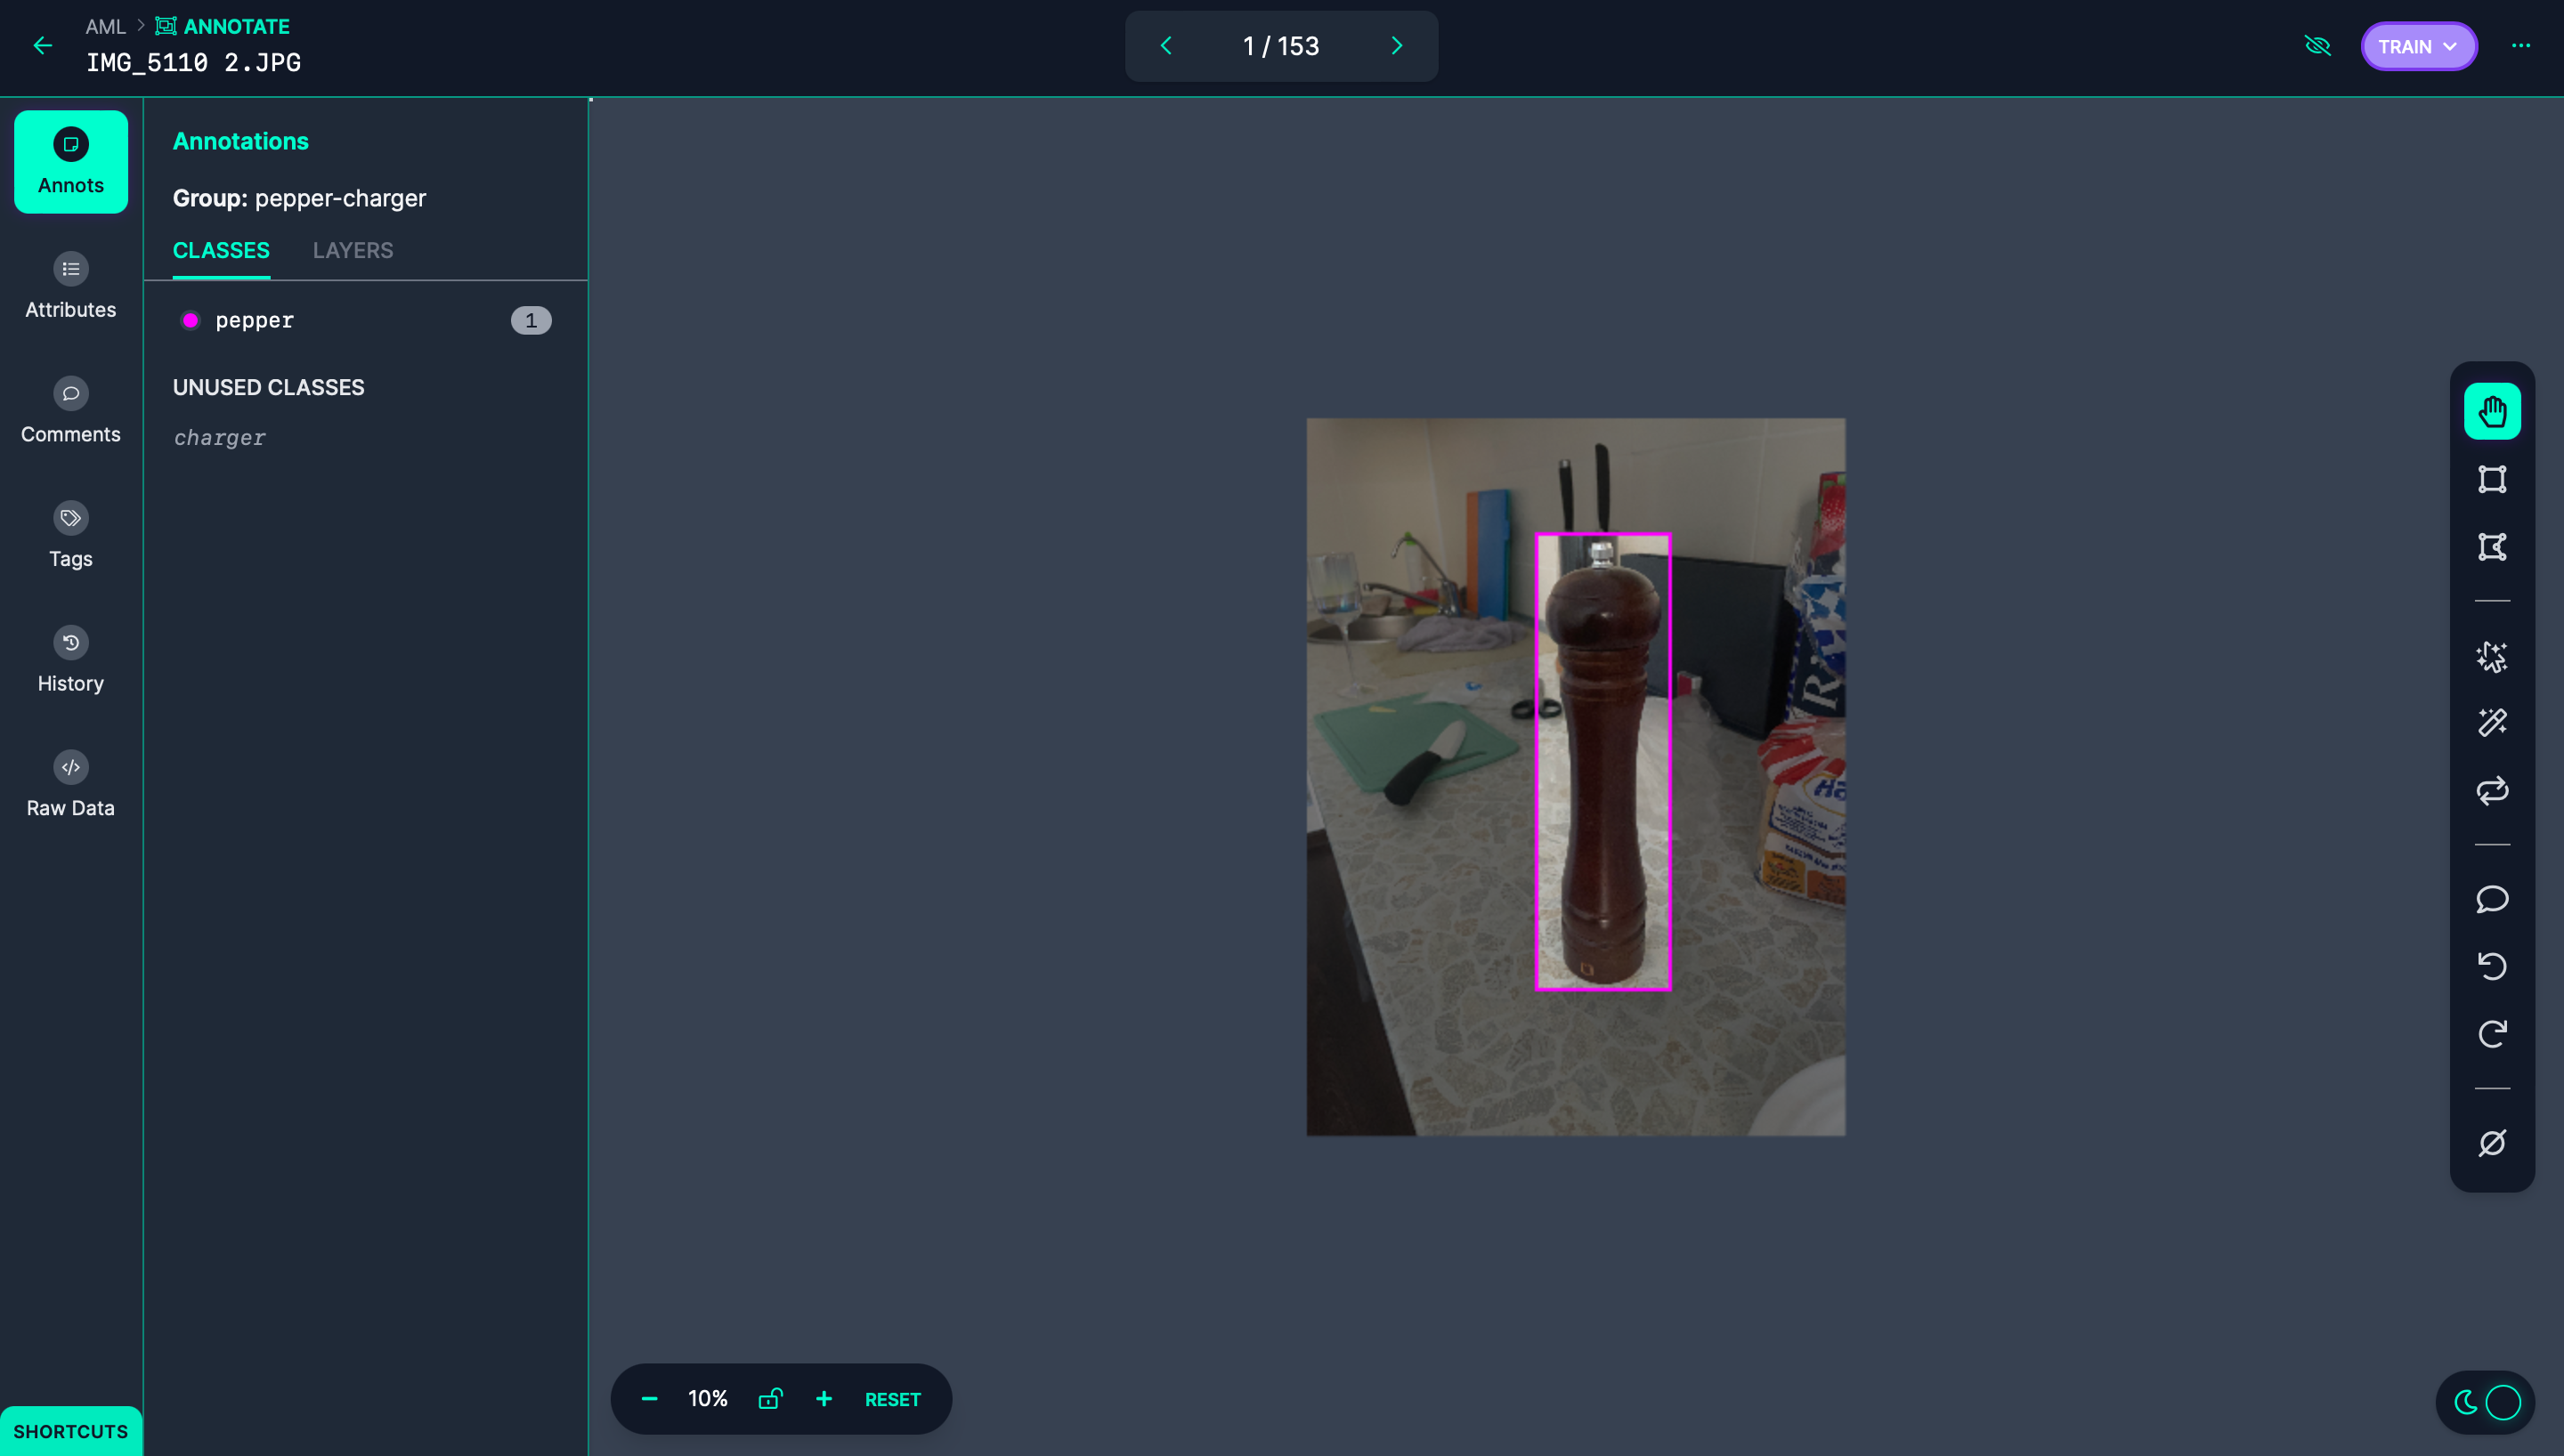 AML > ANNOTATE
IMG_5110 2.JPG
1 / 153
TRAIN
Annots
Attributes
Comments
Tags
History
Raw Data
SHORTCUTS
Annotations
Group: pepper-charger
CLASSES LAYERS
pepper 1
UNUSED CLASSES
charger
10% RESET